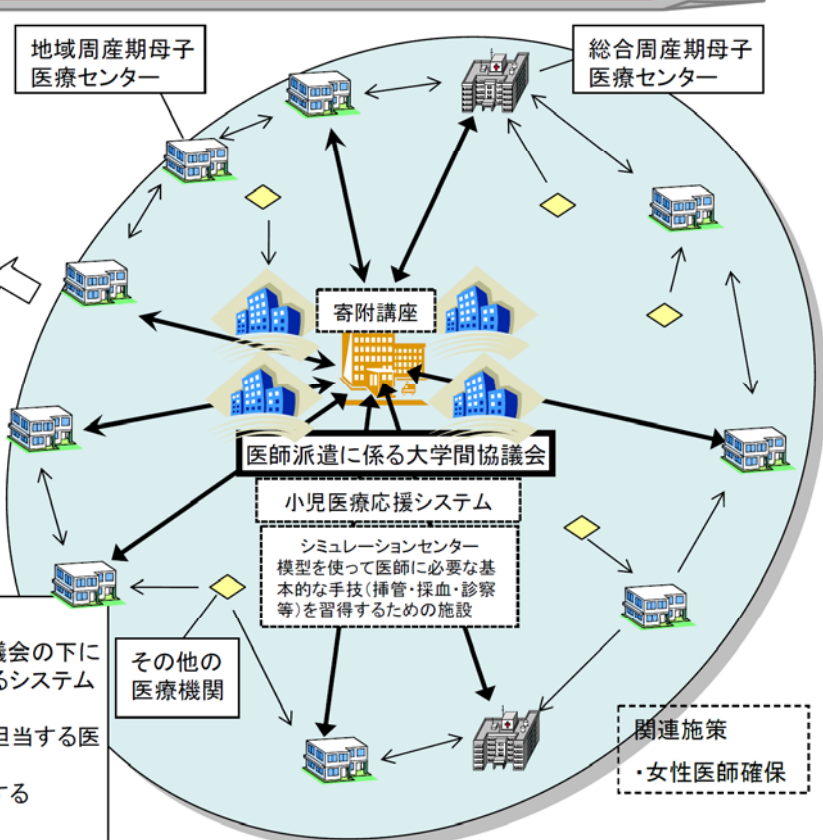 地域周産期母子
医療センター
総合周産期母子
医療センター
寄附講座
医師派遣に係る大学間協議会
小児医療応援システム
シミュレーションセンター
模型を使って医師に必要な基
本的な手技(挿管・採血・診察
等)を習得するための施設
その他の
医療機関
議会の下に
るシステム
担当する医
する
関連施策
・女性医師確保